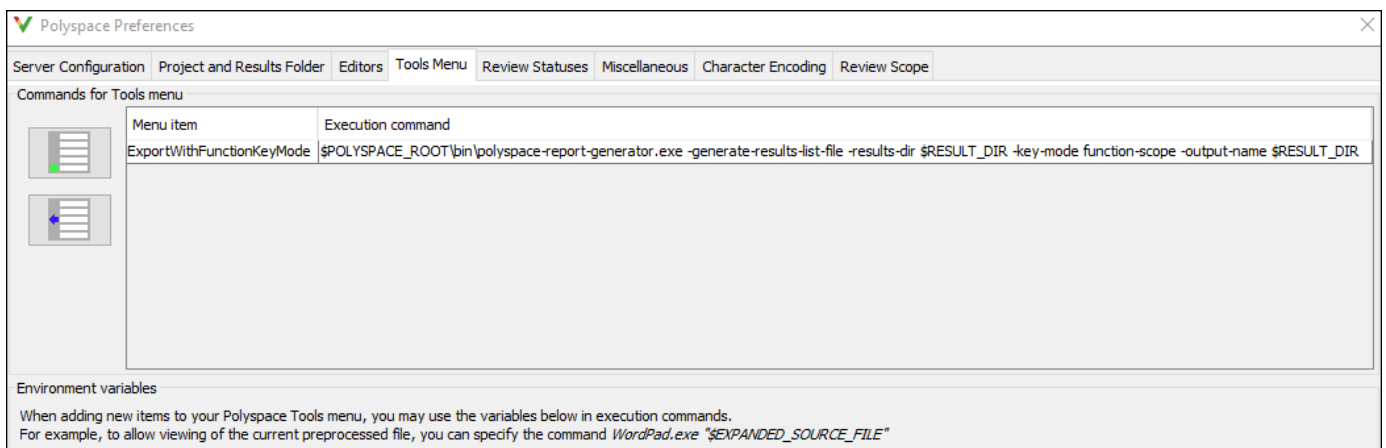 Polyspace Preferences
Server Configuration Project and Results Folder Editors Tools Menu Review Statuses Miscellaneous Character Encoding Review Scope
Commands for Tools menu
Menu item Execution command
ExportWithFunctionKeyMode $POLYSPACE_ROOT\bin\polyspace-report-generator.exe -generate-results-list-file -results-dir $RESULT_DIR -key-mode function-scope -output-name $RESULT_DIR
Environment variables
When adding new items to your Polyspace Tools menu, you may use the variables below in execution commands.
For example, to allow viewing of the current preprocessed file, you can specify the command WordPad.exe "$EXPANDED_SOURCE_FILE"